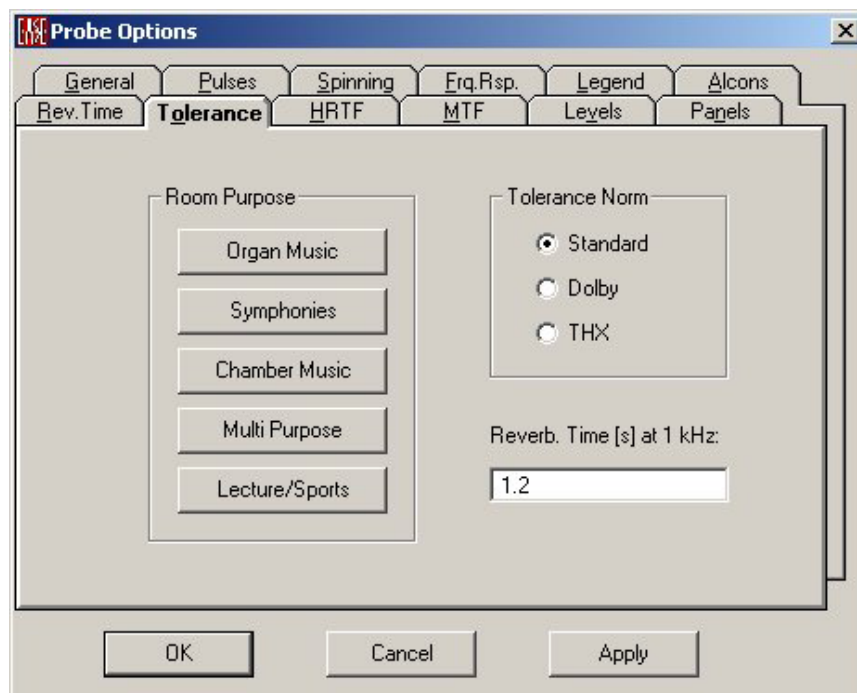 EASE
Probe Options
General Pulses Spinning Frq.Rsp. Legend Alcons
Rev.Time Tolerance HRTF MTF Levels Panels
Room Purpose
Organ Music
Symphonies
Chamber Music
Multi Purpose
Lecture/Sports
Tolerance Norm
Standard
Dolby
THX
Reverb. Time [s] at 1 kHz:
1.2
OK Cancel Apply